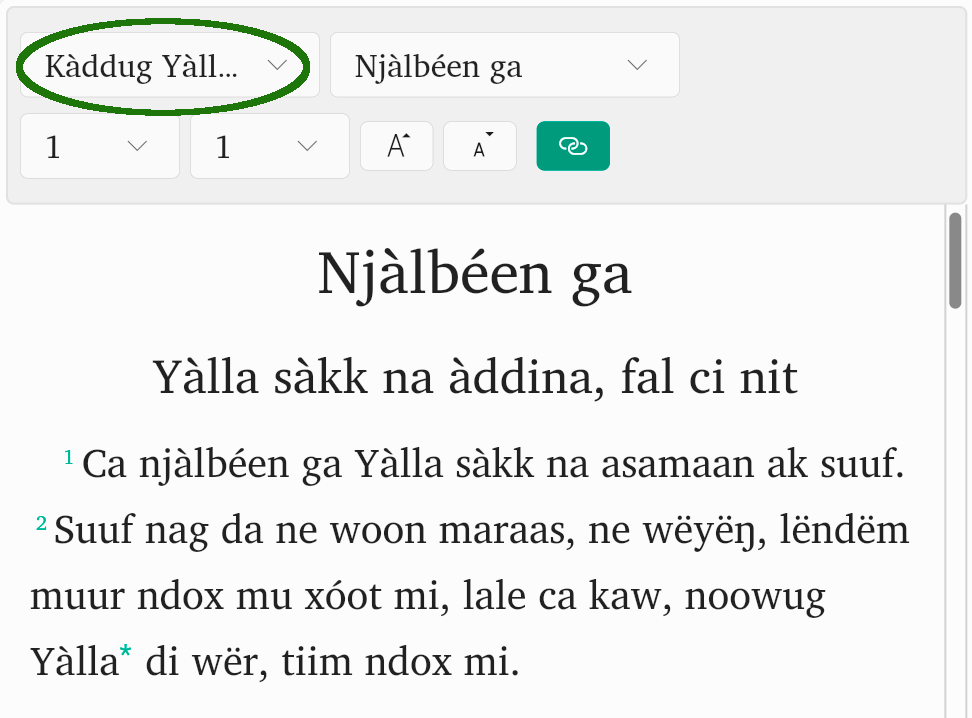 Kàddug Yàll...
Njàlbéen ga
1
1
A
A
Njàlbéen ga
Yàlla sàkk na àddina, fal ci nit
1 Ca njàlbéen ga Yàlla sàkk na asamaan ak suuf.
2 Suuf nag da ne woon maraas, ne wëyëŋ, lëndëm
muur ndox mu xóot mi, lale ca kaw, noowug
Yàlla* di wër, tiim ndox mi.